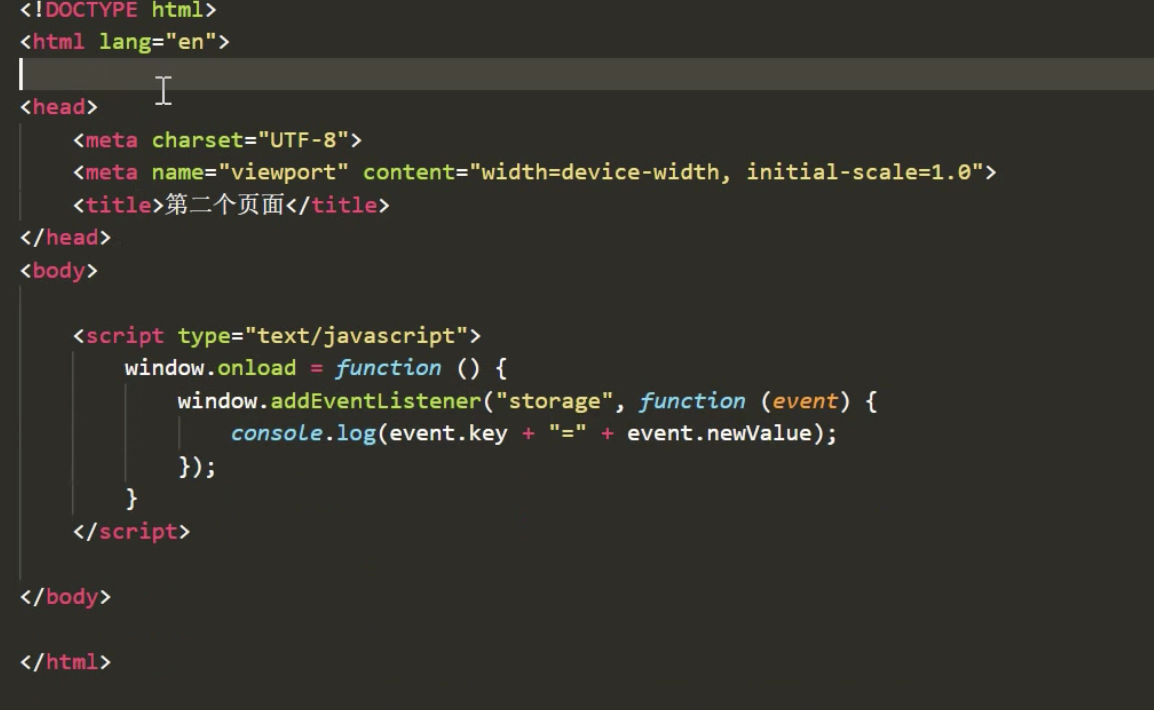 <!DOCTYPE html>
<html lang="en">
<head>
<meta charset="UTF-8">
<meta name="viewport" content="width=device-width, initial-scale=1.0">
<title>第二个页面</title>
</head>
<body>
<script type="text/javascript">
window.onload = function () {
window.addEventListener("storage", function (event) {
console.log(event.key + "=" + event.newValue);
});
}
</script>
</body>
</html>